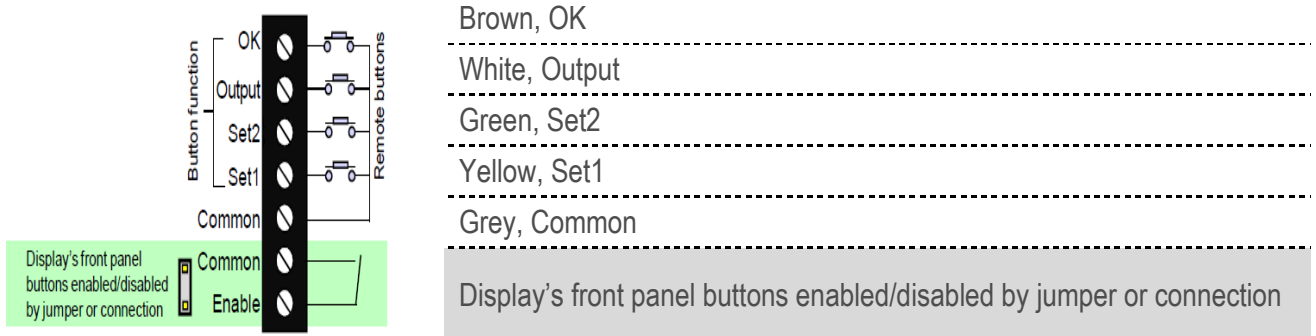 Button function
OK
Output
Set2
Set1
Common
Common
Enable
Remote buttons
Display's front panel
buttons enabled/disabled
by jumper or connection
Brown, OK
White, Output
Green, Set2
Yellow, Set1
Grey, Common
Display’s front panel buttons enabled/disabled by jumper or connection